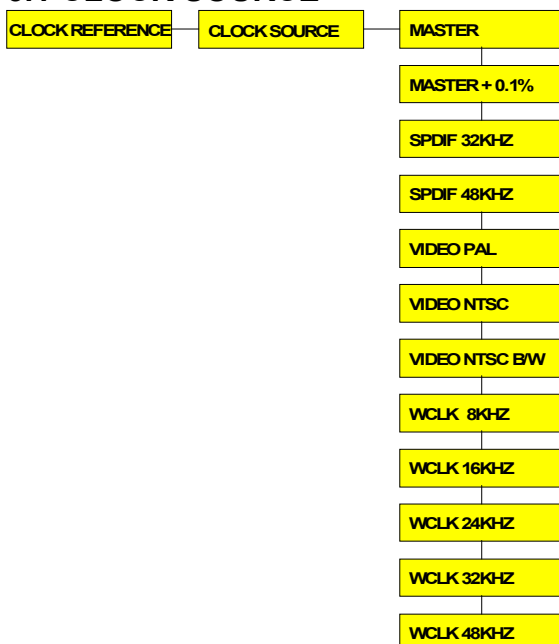 CLOCK REFERENCE
CLOCK SOURCE
MASTER
MASTER + 0.1%
SPDIF 32KHZ
SPDIF 48KHZ
VIDEO PAL
VIDEO NTSC
VIDEO NTSC B/W
WCLK 8KHZ
WCLK 16KHZ
WCLK 24KHZ
WCLK 32KHZ
WCLK 48KHZ